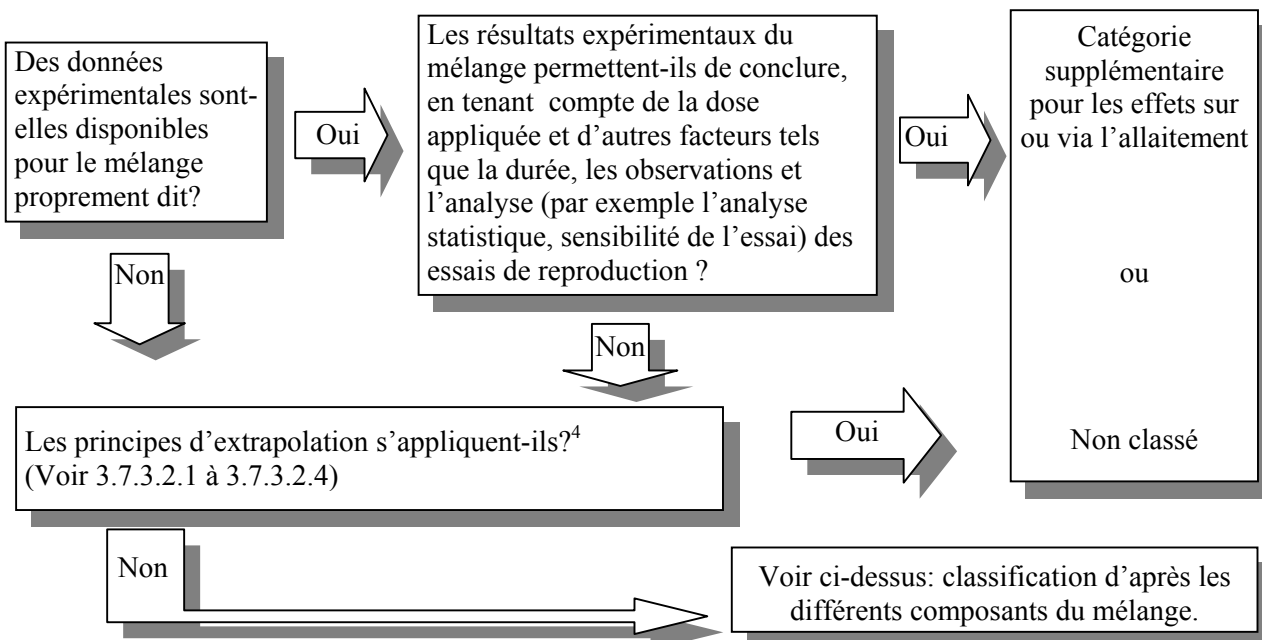 Des données
expérimentales sont-
elles disponibles
pour le mélange
proprement dit?
Oui
Les résultats expérimentaux du
mélange permettent-ils de conclure,
en tenant compte de la dose
appliquée et d'autres facteurs tels
que la durée, les observations et
l'analyse (par exemple l'analyse
statistique, sensibilité de l'essai) des
essais de reproduction ?
Oui
Catégorie
supplémentaire
pour les effets sur
ou via l'allaitement
ou
Non classé
Non
Non
Les principes d'extrapolation s'appliquent-ils?⁴
(Voir 3.7.3.2.1 à 3.7.3.2.4)
Oui
Non
Voir ci-dessus: classification d'après les
différents composants du mélange.